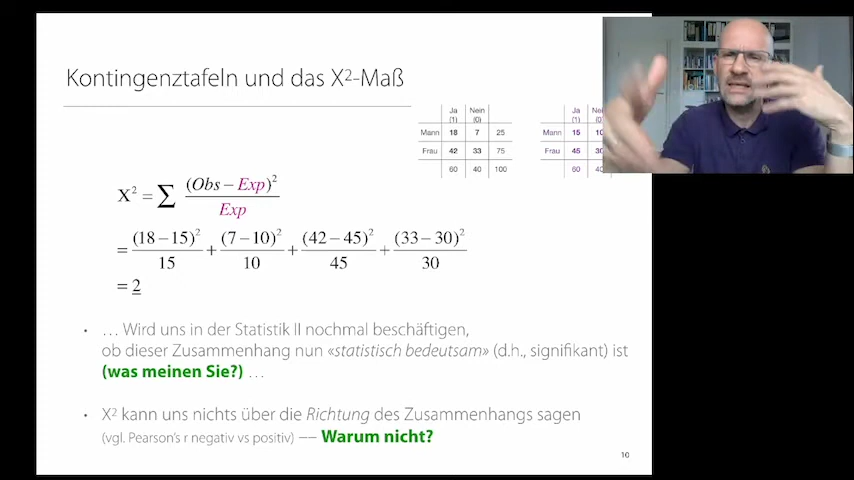 Kontingenztafeln und das X²-Maß
Ja Nein
(1) (0)
Mann 18 7 25
Frau 42 33 75
60 40 100
Ja
(1) (0)
Mann 15
Frau 45
60
X² = ∑ (Obs – Exp)² / Exp
= (18 – 15)² / 15 + (7 – 10)² / 10 + (42 – 45)² / 45 + (33 – 30)² / 30
= 2
• … Wird uns in der Statistik II nochmal beschäftigen,
ob dieser Zusammenhang nun «statistisch bedeutsam» (d.h., signifikant) ist
(was meinen Sie?) …
• X² kann uns nichts über die Richtung des Zusammenhangs sagen
(vgl. Pearson's r negativ vs positiv) –– Warum nicht?
10